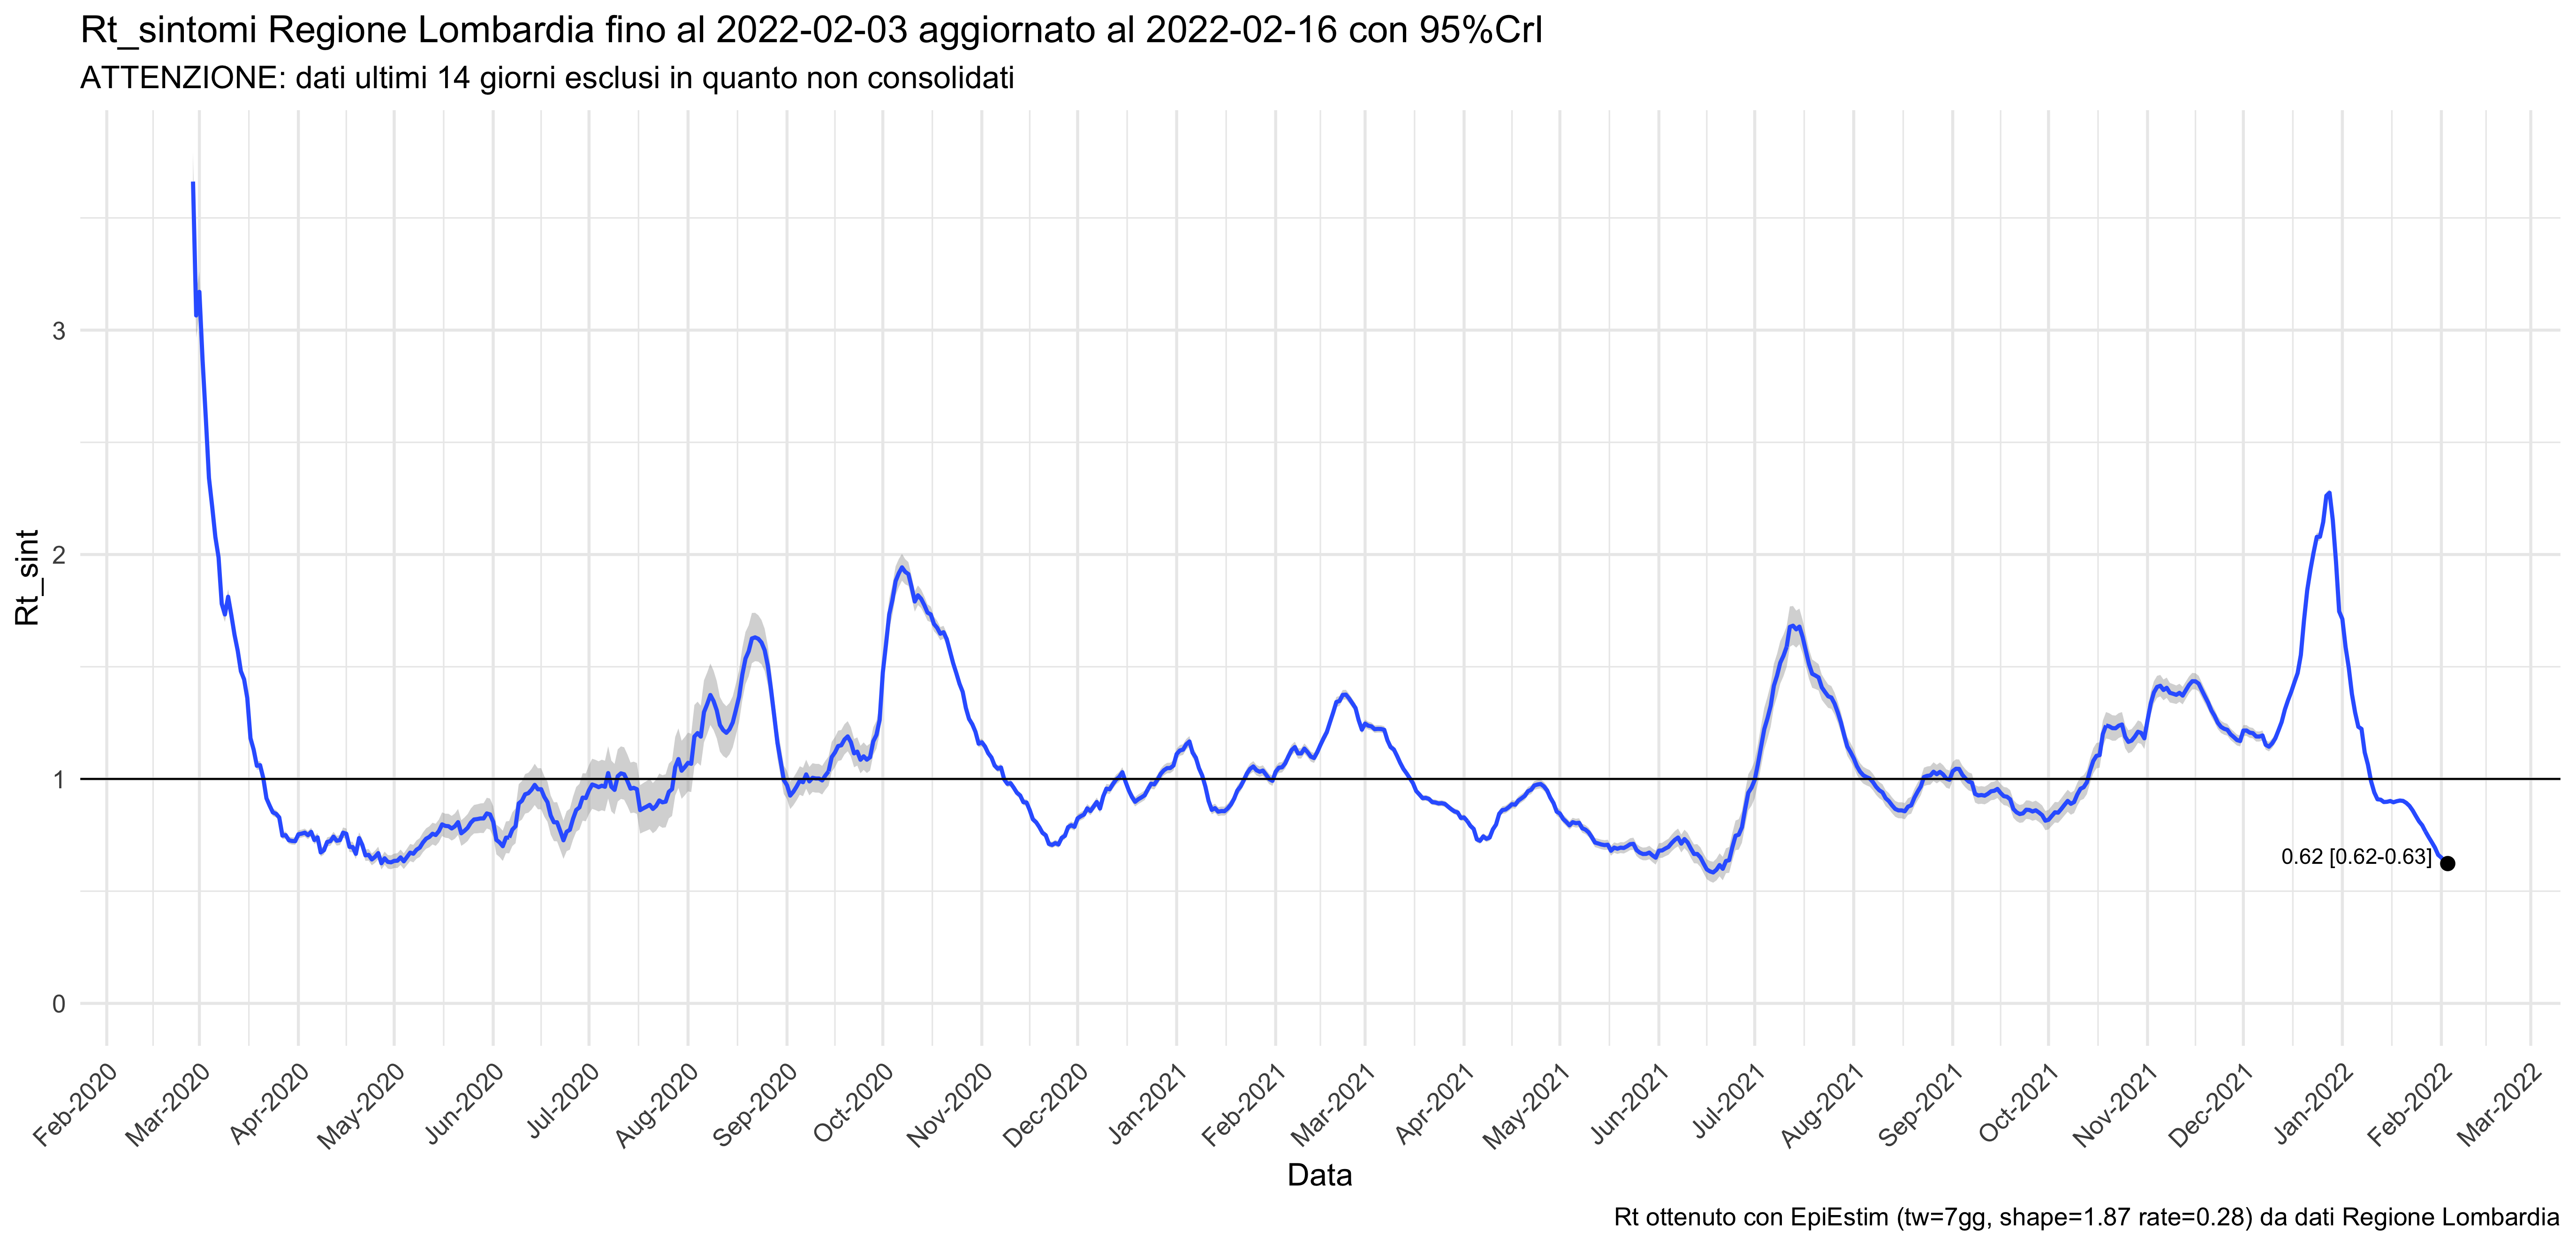 Rt_sintomi Regione Lombardia fino al 2022-02-03 aggiornato al 2022-02-16 con 95%CrI
ATTENZIONE: dati ultimi 14 giorni esclusi in quanto non consolidati
Rt_sint
3
2
1
0
0.62 [0.62-0.63]
Feb-2020
Mar-2020
Apr-2020
May-2020
Jun-2020
Jul-2020
Aug-2020
Sep-2020
Oct-2020
Nov-2020
Dec-2020
Jan-2021
Feb-2021
Mar-2021
Apr-2021
May-2021
Jun-2021
Jul-2021
Aug-2021
Sep-2021
Oct-2021
Nov-2021
Dec-2021
Jan-2022
Feb-2022
Mar-2022
Data
Rt ottenuto con EpiEstim (tw=7gg, shape=1.87 rate=0.28) da dati Regione Lombardia